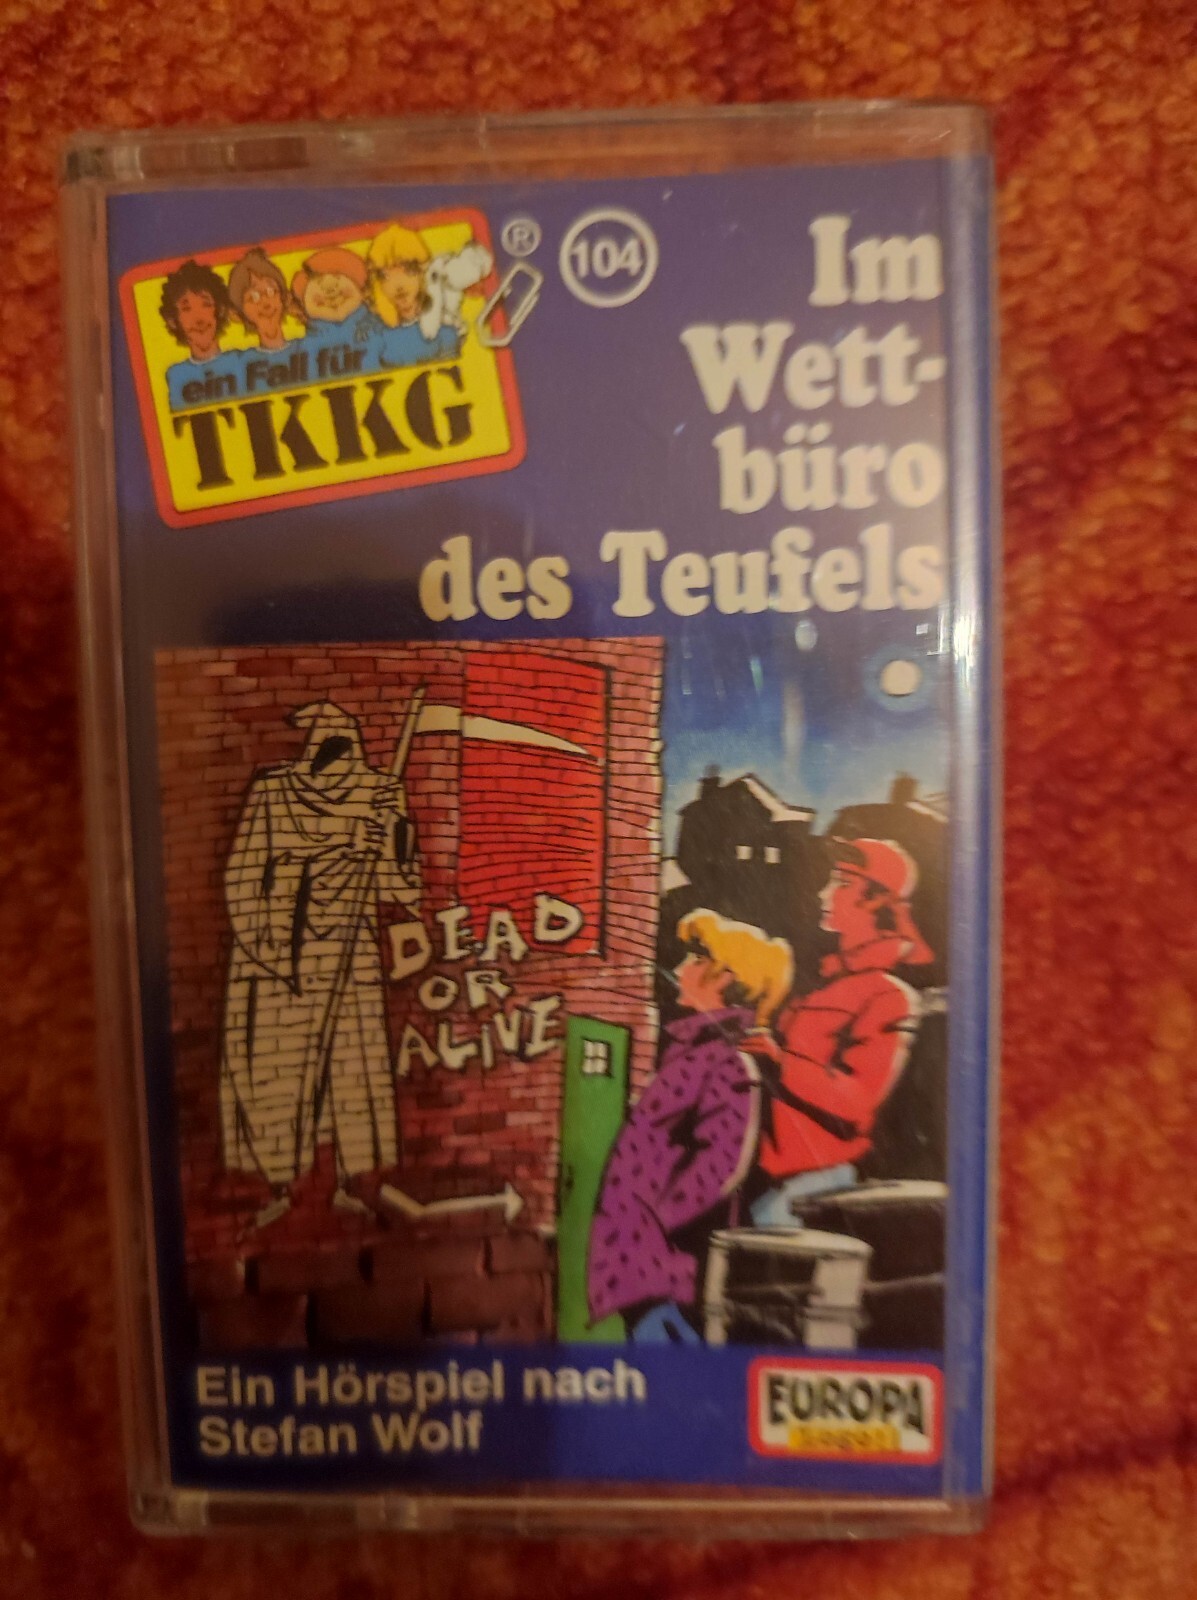 ein Fall für
TKKG
®
104
Im
Wett-
büro
des Teufels
DEAD
OR
ALIVE
Ein Hörspiel nach
Stefan Wolf
EUROPA